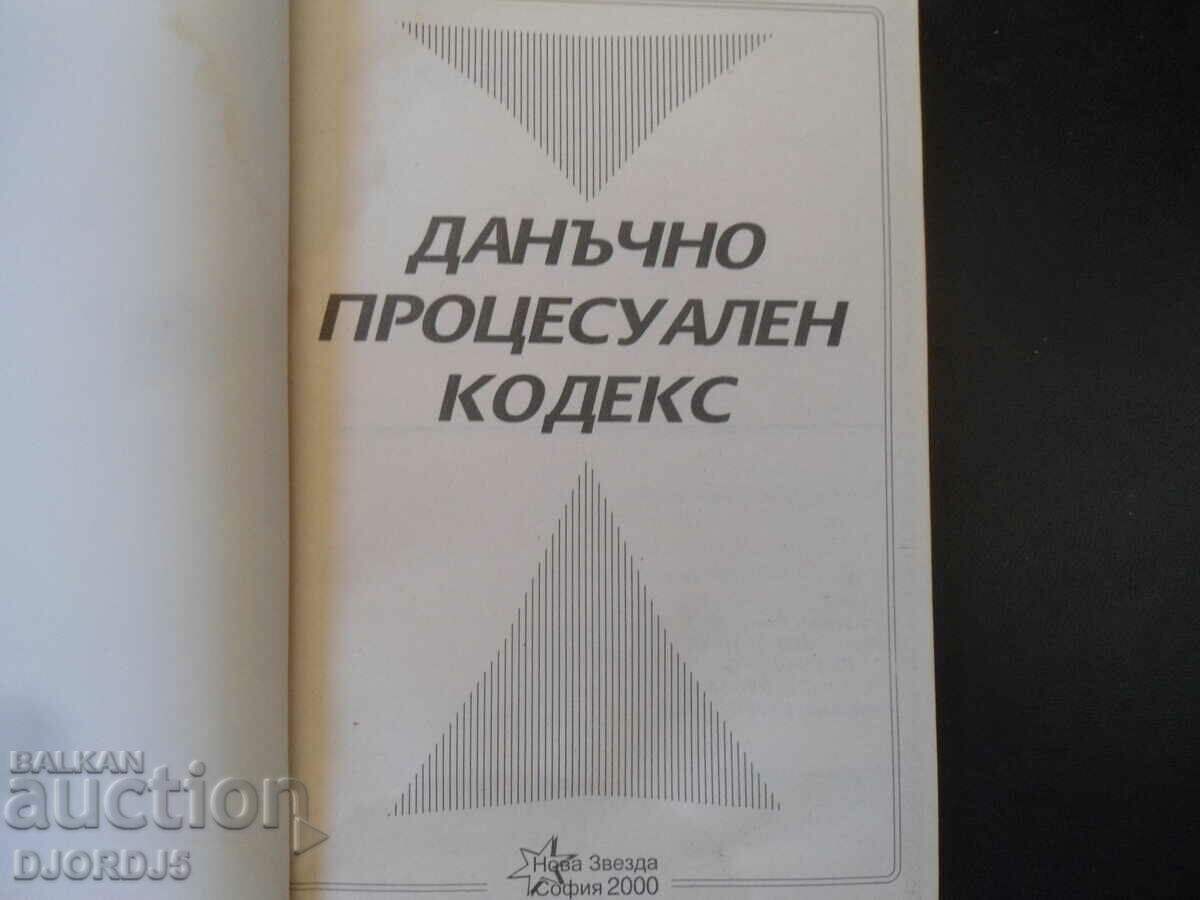 ДАНЪЧНО
ПРОЦЕСУАЛЕН
КОДЕКС
Нова Звезда
София 2000
BALKAN
auction
DJORDJ5